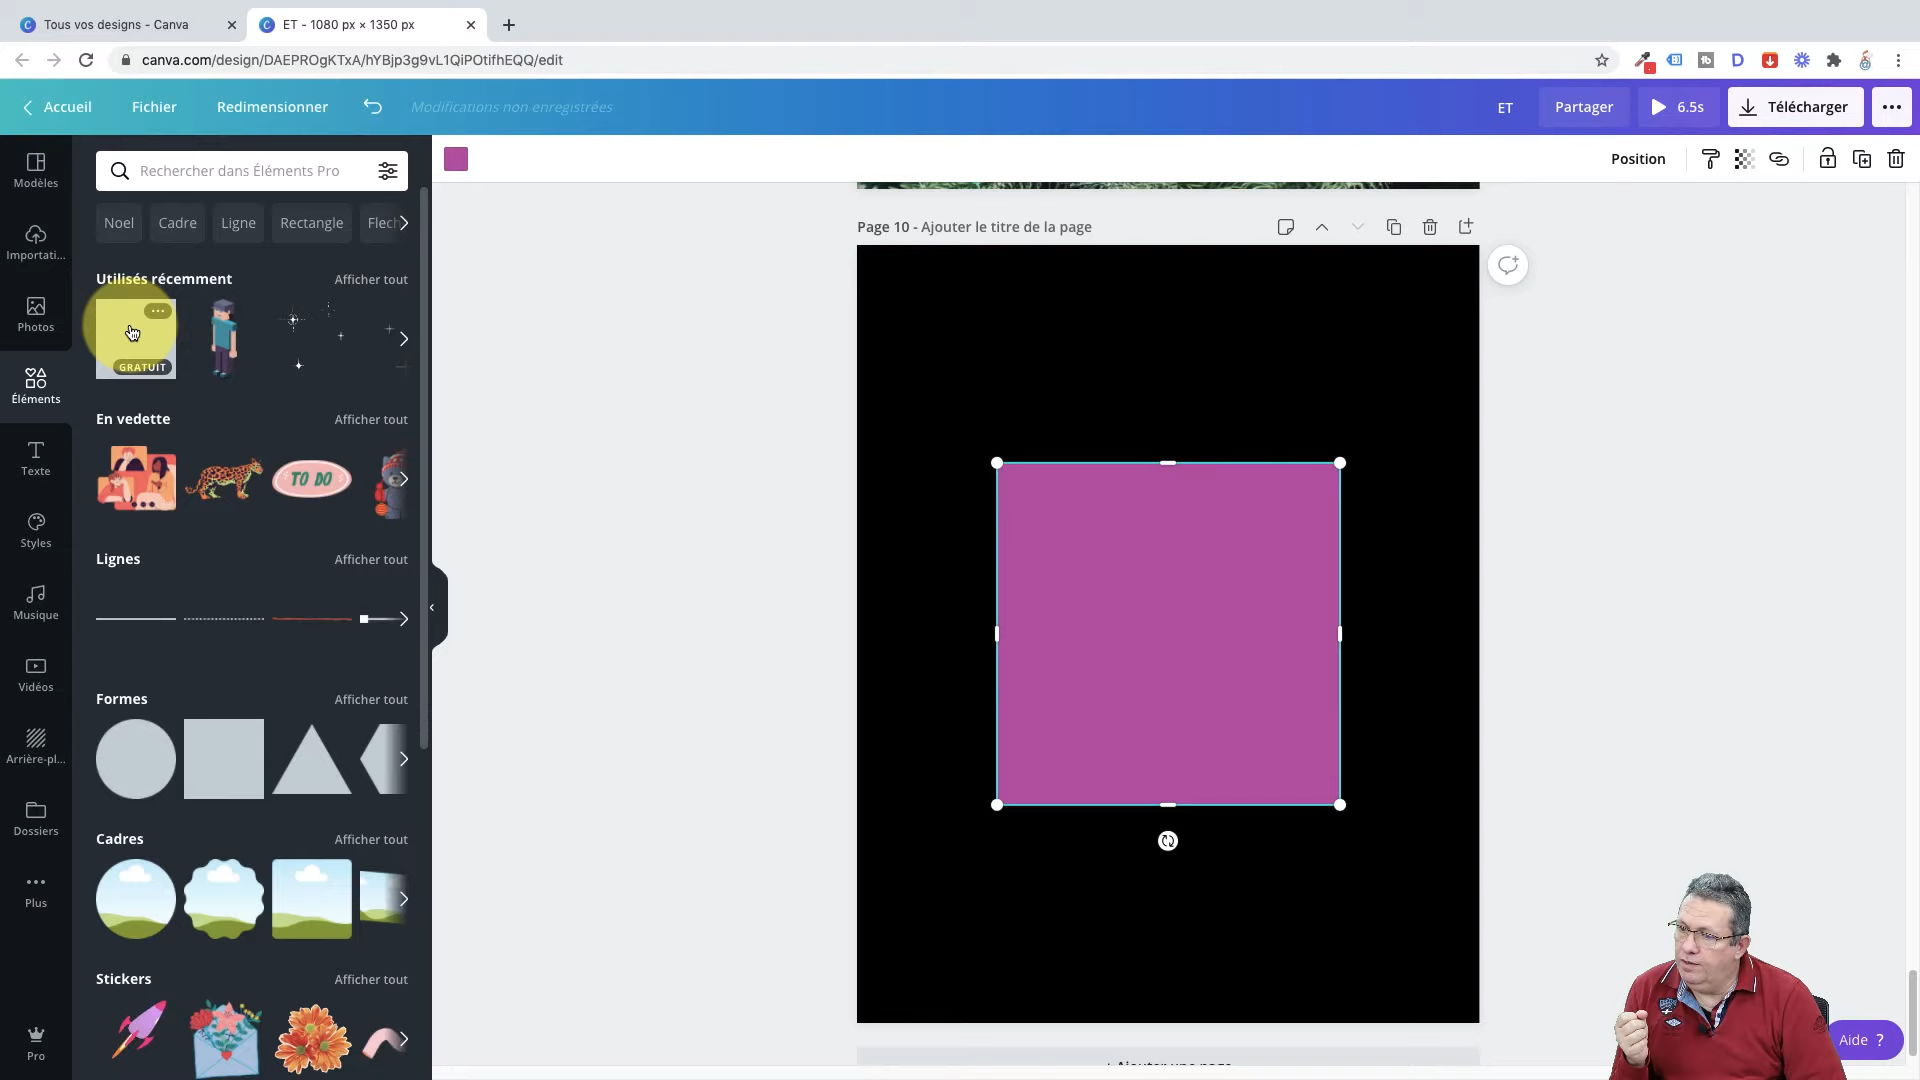 Tous vos designs - Canva
ET - 1080 px × 1350 px
canva.com/design/DAEPROgKTxA/hYBjp3g9vL1QiPOtifhEQQ/edit
Accueil
Fichier
Redimensionner
Modifications non enregistrées
ET
Partager
6.5s
Télécharger
Modèles
Importati...
Photos
Éléments
Texte
Styles
Musique
Vidéos
Arrière-pl...
Dossiers
Plus
Pro
Rechercher dans Éléments Pro
Noel
Cadre
Ligne
Rectangle
Flech
Utilisés récemment
Afficher tout
GRATUIT
En vedette
Afficher tout
TO DO
Lignes
Afficher tout
Formes
Afficher tout
Cadres
Afficher tout
Stickers
Afficher tout
Position
Page 10 - Ajouter le titre de la page
+ Ajouter une page
Aide ?